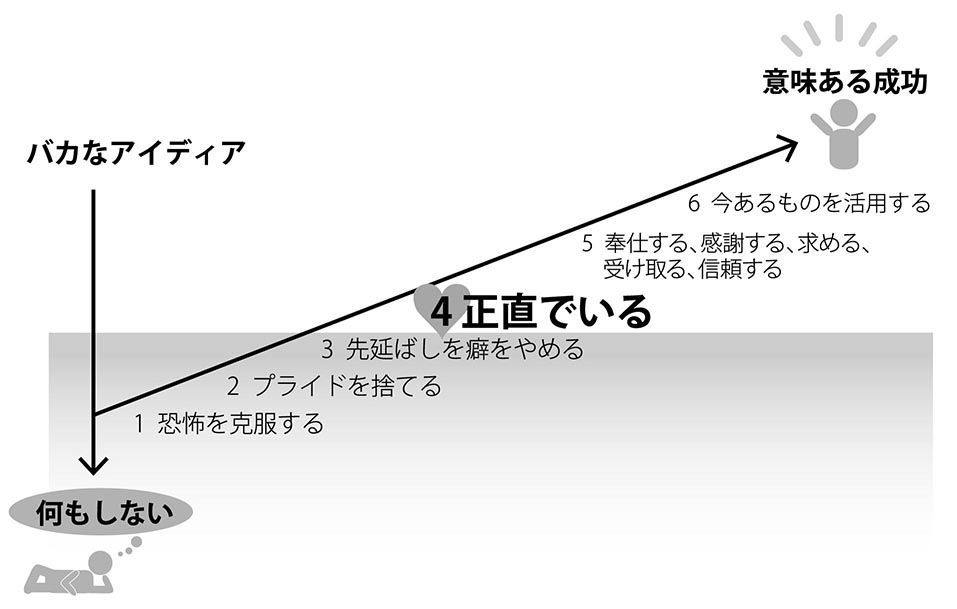 意味ある成功
バカなアイディア
6 今あるものを活用する
5 奉仕する、感謝する、求める、
受け取る、信頼する
4 正直でいる
3 先延ばしを癖をやめる
2 プライドを捨てる
1 恐怖を克服する
何もしない